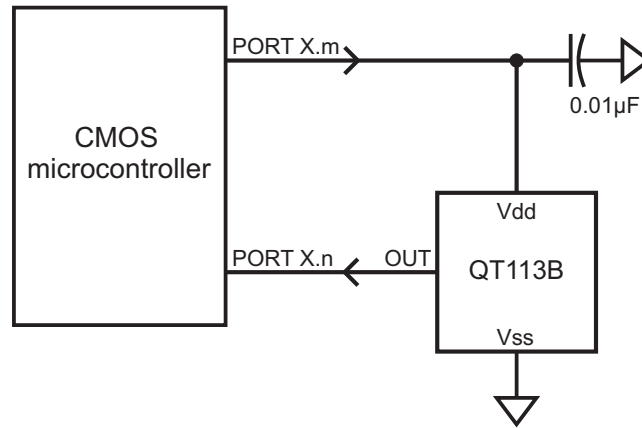 PORT X.m
0.01µF
CMOS
microcontroller
Vdd
PORT X.n
OUT
QT113B
Vss